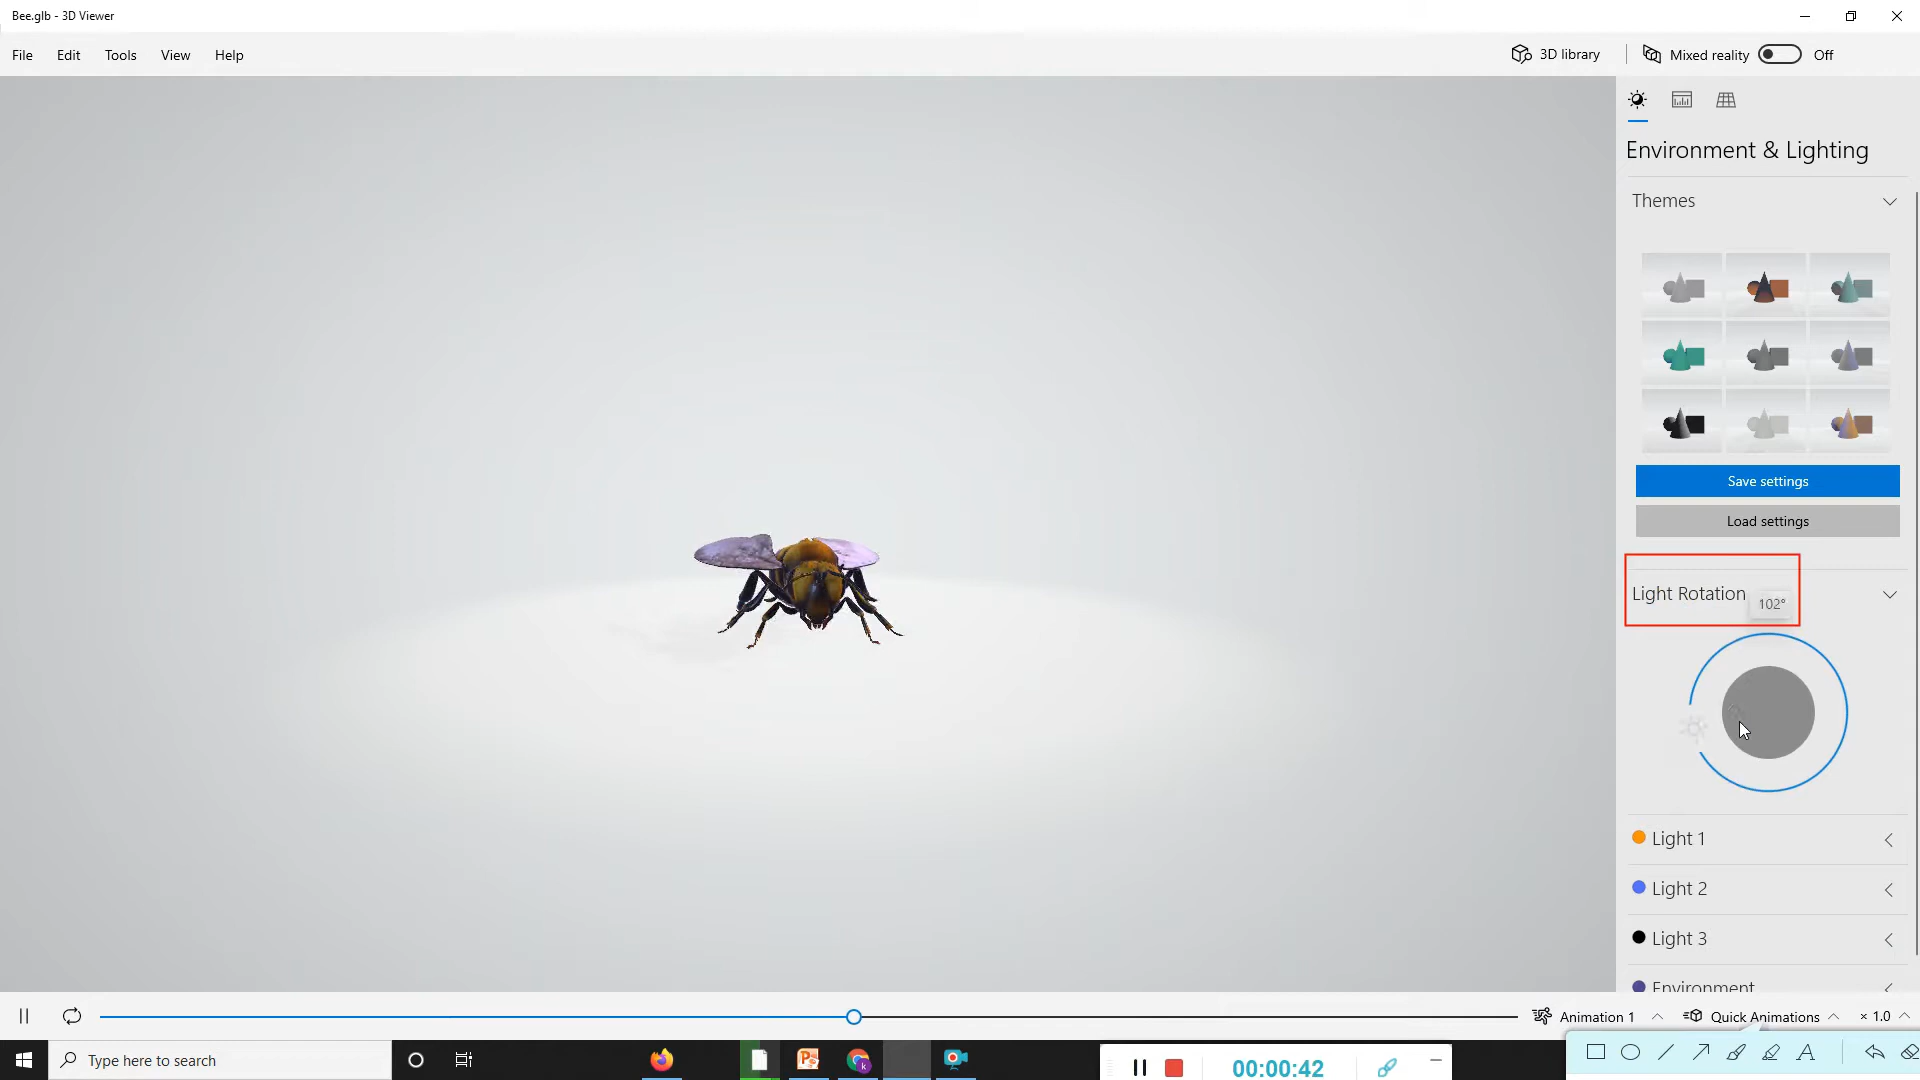 Bee.glb - 3D Viewer
File Edit Tools View Help
3D library
Mixed reality Off
Environment & Lighting
Themes
Save settings
Load settings
Light Rotation
102°
Light 1
Light 2
Light 3
Environment
Animation 1
Quick Animations
× 1.0
Type here to search
00:00:42